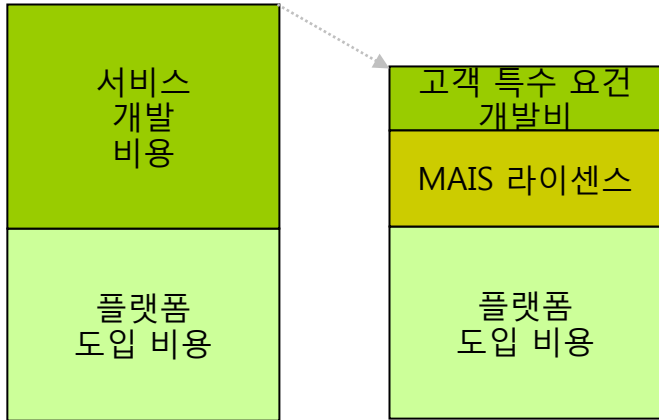 서비스
개발
비용
플랫폼
도입 비용
고객 특수 요건
개발비
MAIS 라이센스
플랫폼
도입 비용